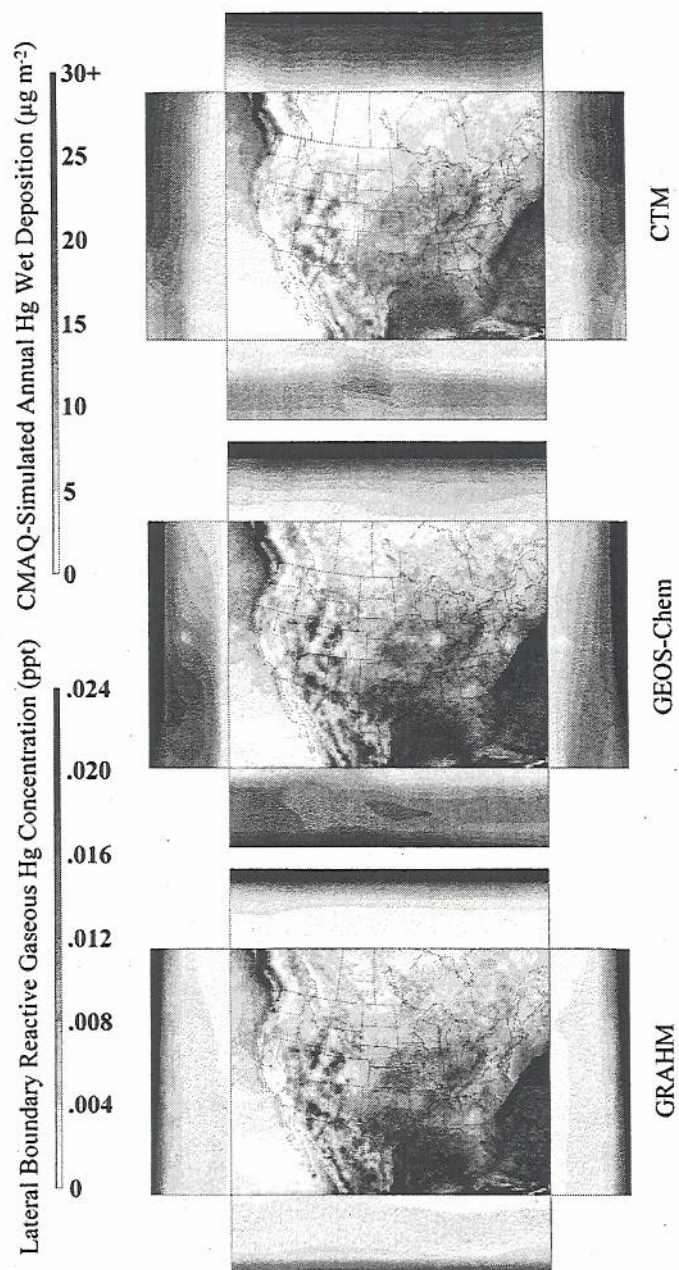 Lateral Boundary Reactive Gaseous Hg Concentration (ppt)
0 .004 .008 .012 .016 .020 .024
CMAQ-Simulated Annual Hg Wet Deposition (µg m⁻²)
0 5 10 15 20 25 30+
GRAHM
GEOS-Chem
CTM